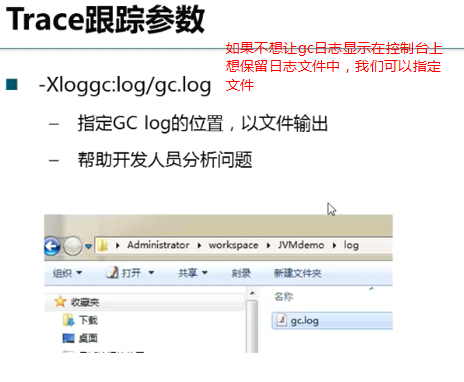 Trace跟踪参数
如果不想让gc日志显示在控制台上
想保留日志文件中，我们可以指定
文件
-Xloggc:log/gc.log
– 指定GC log的位置，以文件输出
– 帮助开发人员分析问题
Administrator ▸ workspace ▸ JVMdemo ▸ log
组织 打开 共享 刻录 新建文件夹
收藏夹
名称
下载
gc.log
桌面